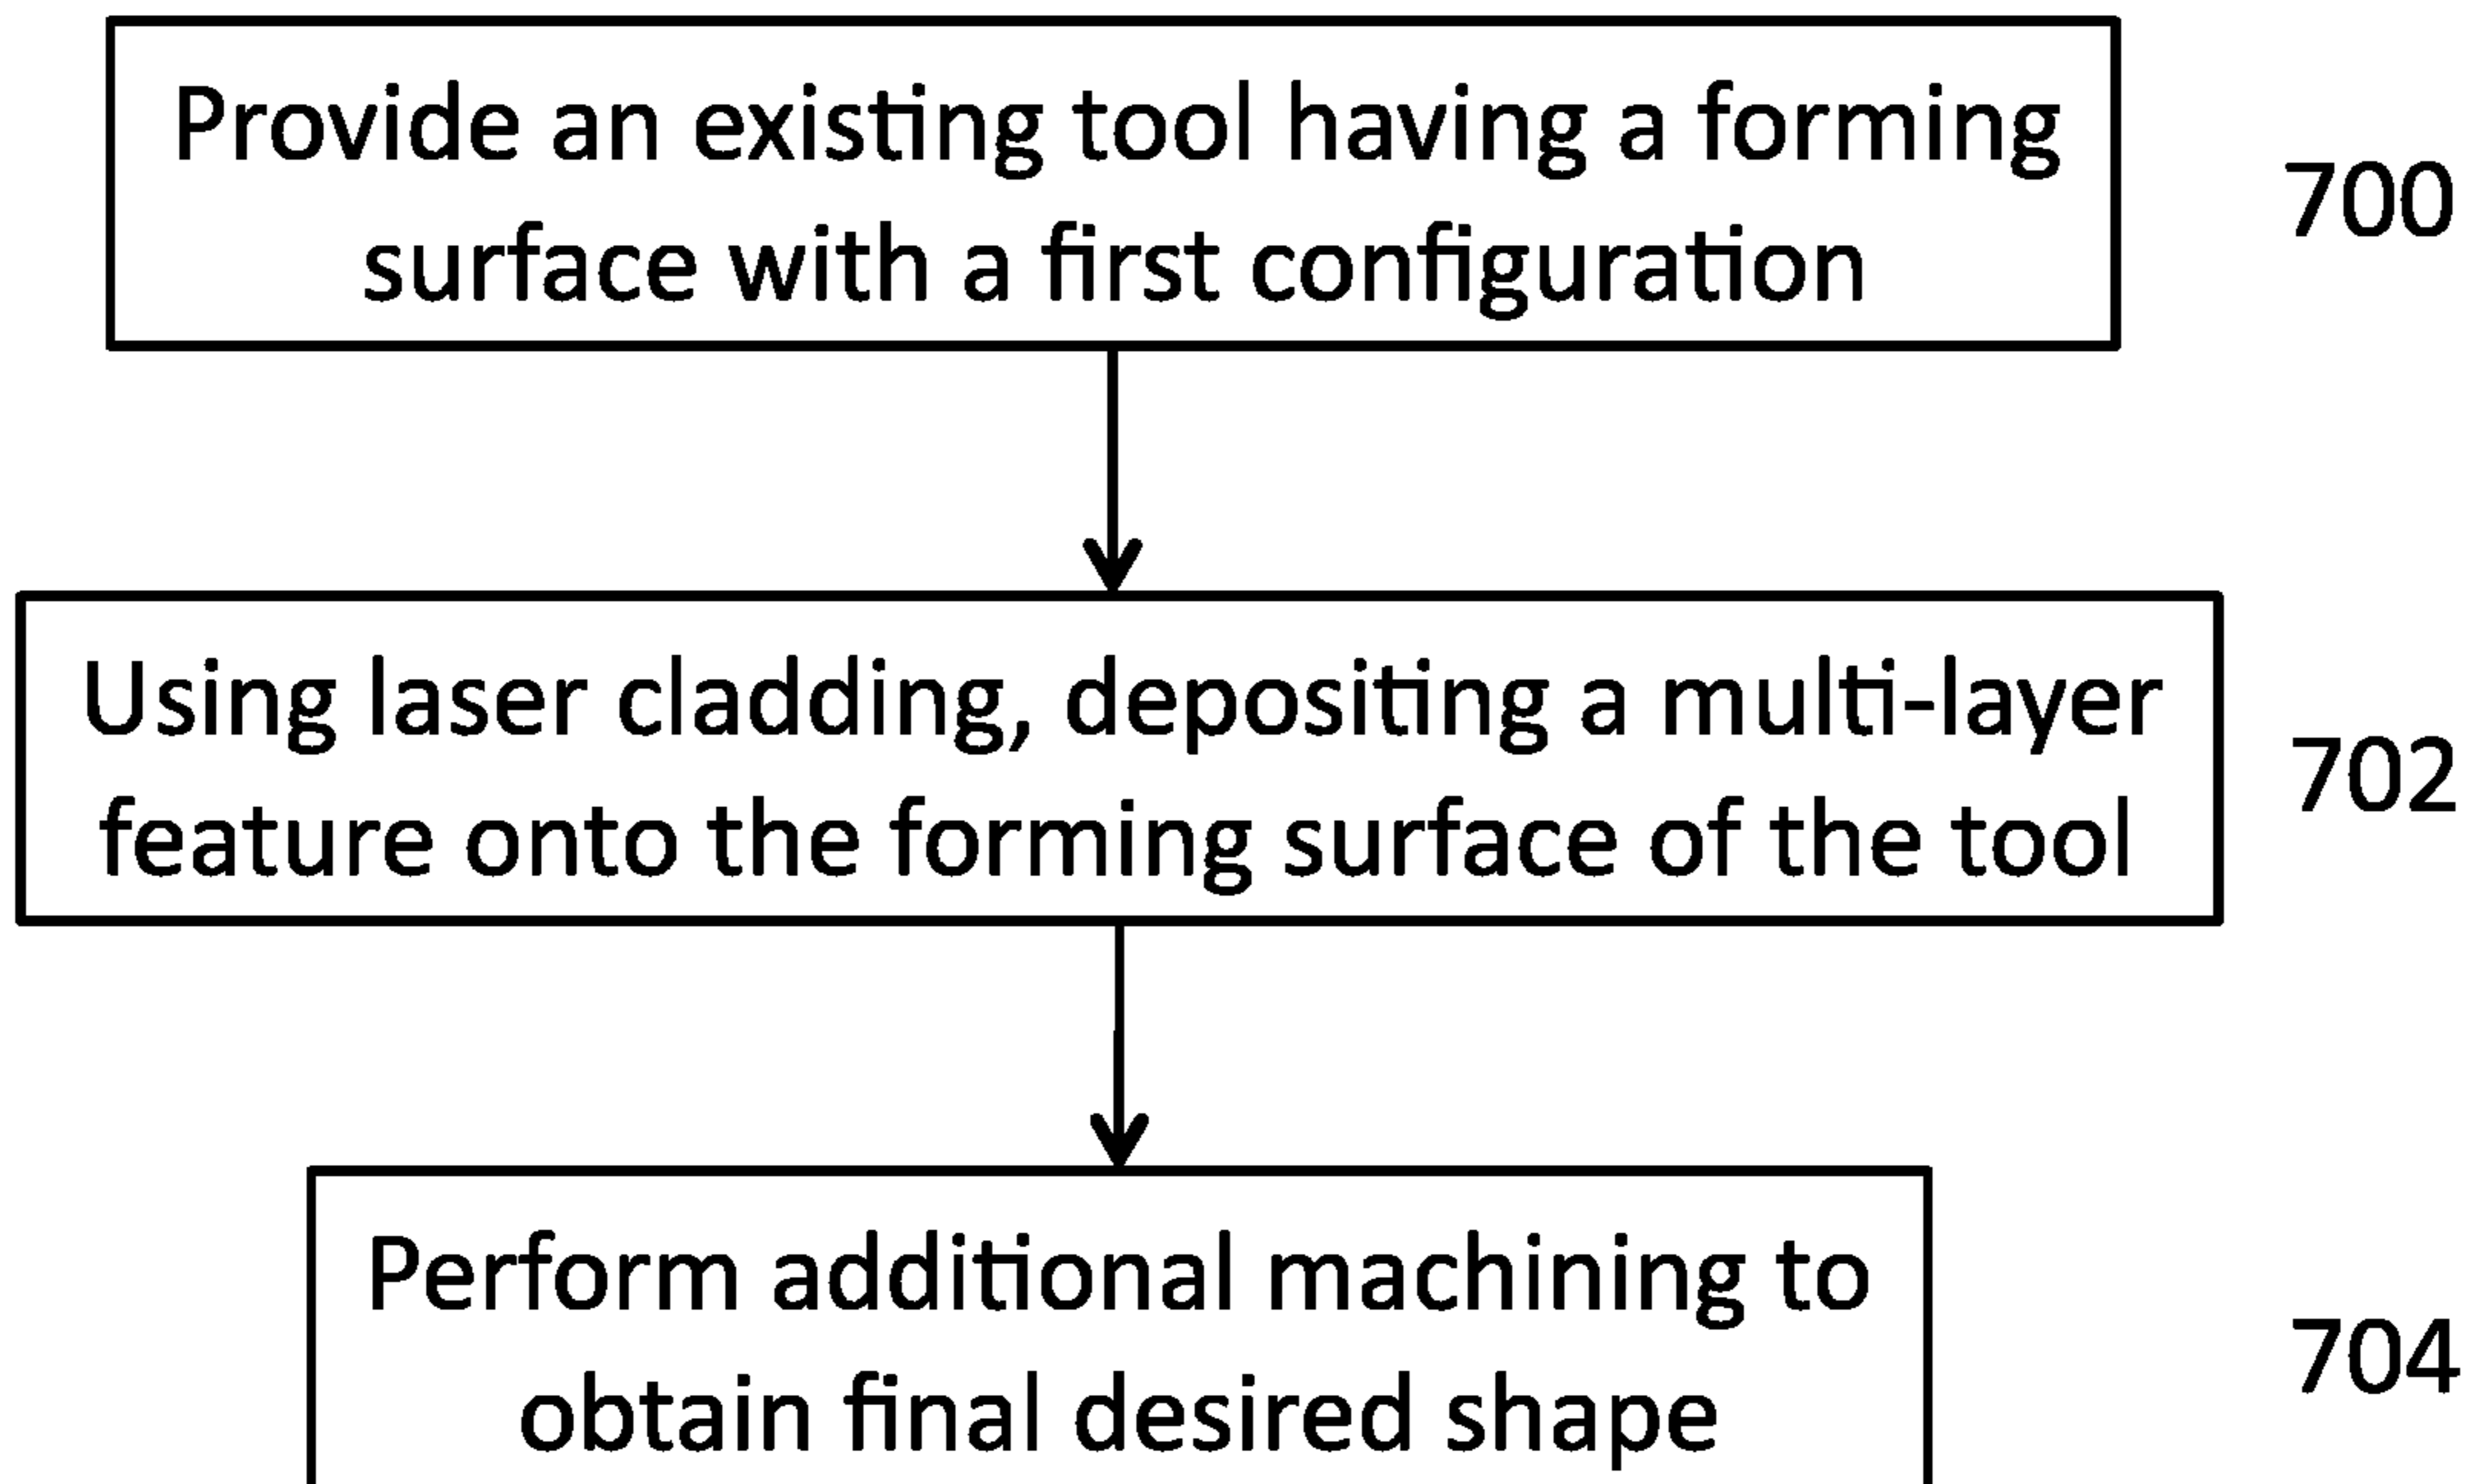 Provide an existing tool having a forming
surface with a first configuration
700
Using laser cladding, depositing a multi-layer
feature onto the forming surface of the tool
702
Perform additional machining to
obtain final desired shape
704